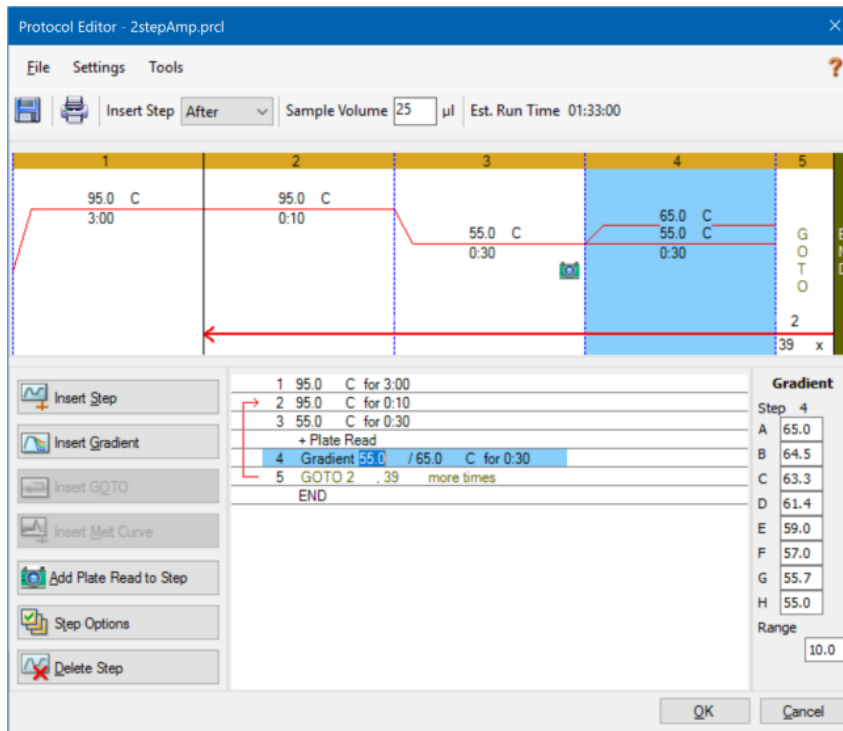 Protocol Editor - 2stepAmp.prcl
File Settings Tools ?
Insert Step After Sample Volume 25 µl Est. Run Time 01:33:00
1 2 3 4 5
95.0 C 95.0 C
3:00 0:10
65.0 C
55.0 C 55.0 C
0:30 0:30
G
O
T
O
2
39 x
E
N
D
Insert Step
Insert Gradient
Insert GOTO
Insert Melt Curve
Add Plate Read to Step
Step Options
Delete Step
1 95.0 C for 3:00
2 95.0 C for 0:10
3 55.0 C for 0:30
+ Plate Read
4 Gradient 55.0 / 65.0 C for 0:30
5 GOTO 2 , 39 more times
END
Gradient
Step 4
A 65.0
B 64.5
C 63.3
D 61.4
E 59.0
F 57.0
G 55.7
H 55.0
Range
10.0
OK Cancel